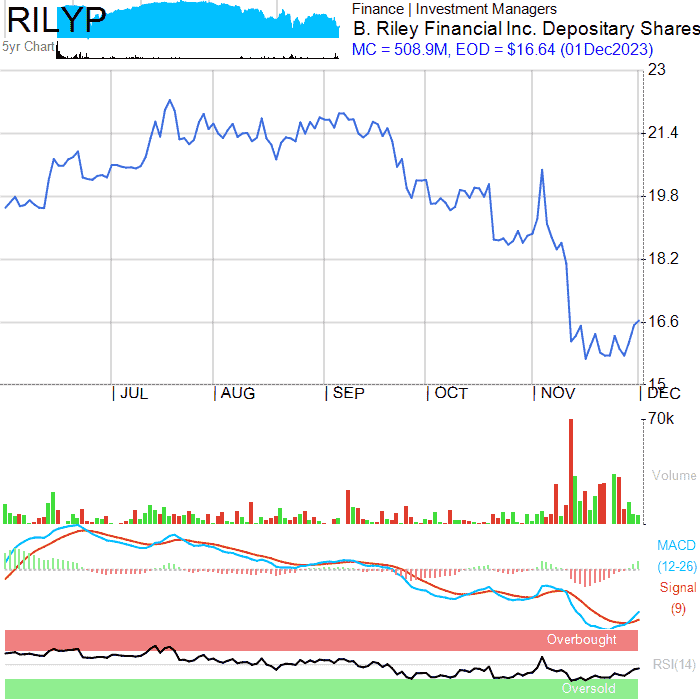 RILYP
Finance | Investment Managers
B. Riley Financial Inc. Depositary Shares
5yr Chart
MC = 508.9M, EOD = $16.64 (01Dec2023)
23
21.4
19.8
18.2
16.6
15
JUL
AUG
SEP
OCT
NOV
DEC
70k
Volume
MACD
(12-26)
Signal
(9)
Overbought
RSI(14)
Oversold